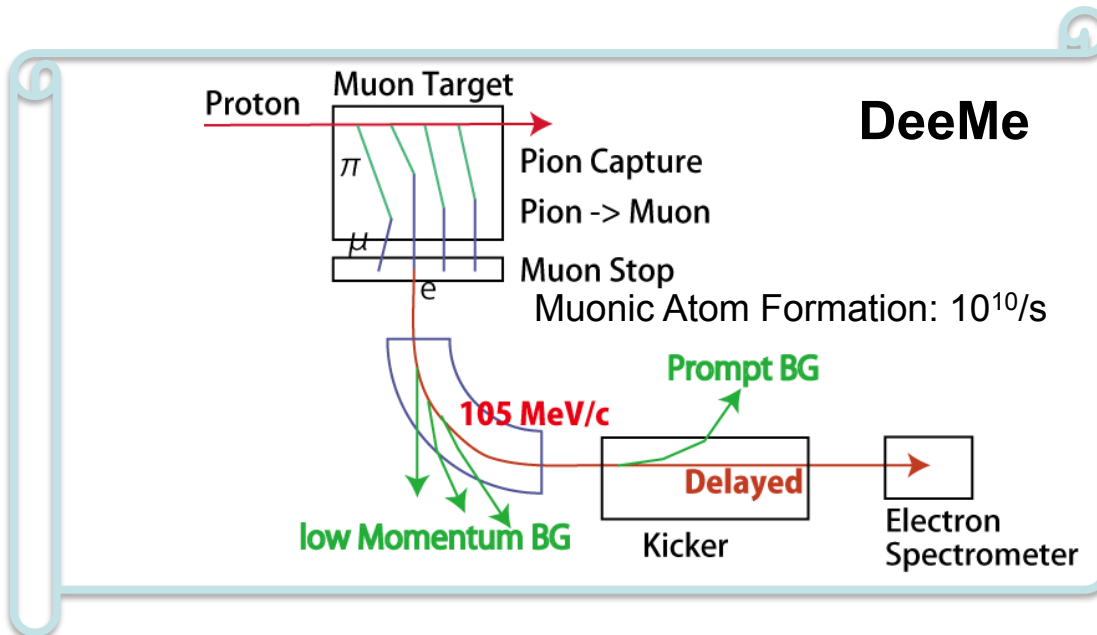 DeeMe
Muon Target
Proton
π
Pion Capture
Pion -> Muon
μ
Muon Stop
e
Muonic Atom Formation: 10¹⁰/s
Prompt BG
105 MeV/c
Delayed
low Momentum BG
Kicker
Electron
Spectrometer